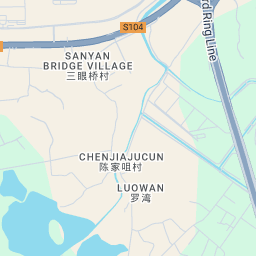 S104
rd Ring Line
SANYAN
BRIDGE VILLAGE
三眼桥村
CHENJIAJUCUN
陈家咀村
LUOWAN
罗湾